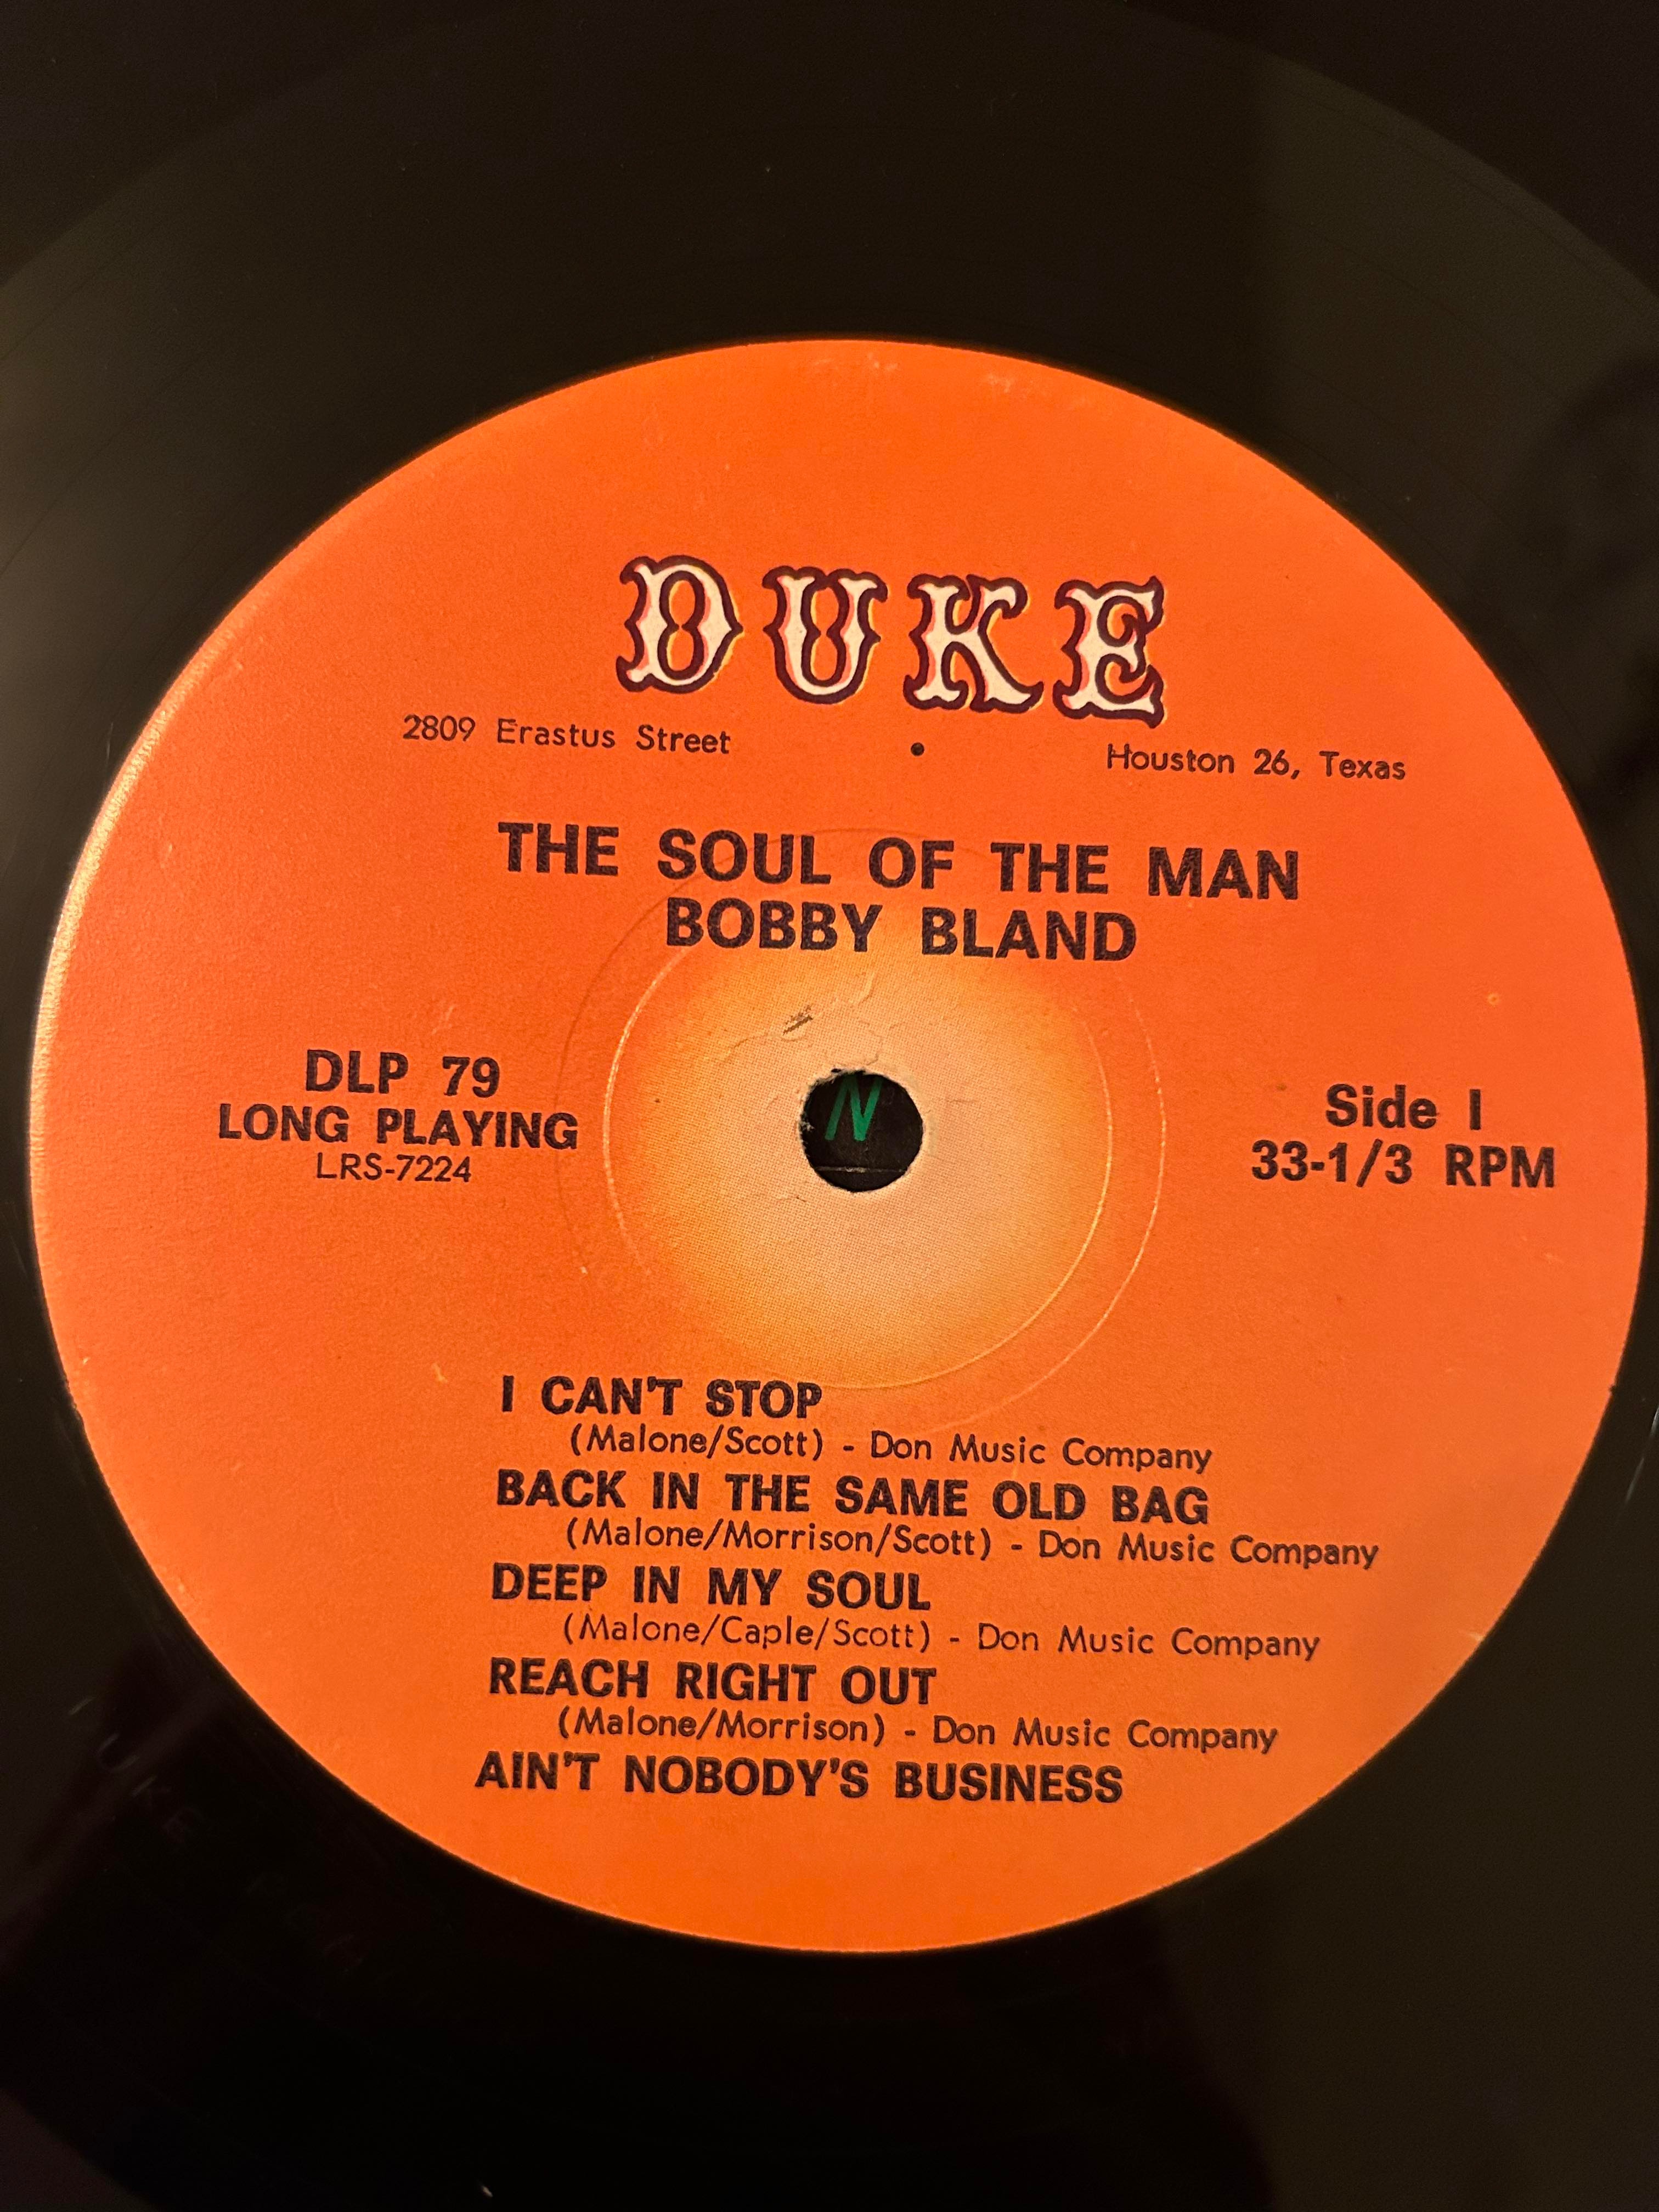 DUKE
2809 Erastus Street • Houston 26, Texas
THE SOUL OF THE MAN
BOBBY BLAND
DLP 79
LONG PLAYING
LRS-7224
Side I
33-1/3 RPM
N
I CAN'T STOP
(Malone/Scott) - Don Music Company
BACK IN THE SAME OLD BAG
(Malone/Morrison/Scott) - Don Music Company
DEEP IN MY SOUL
(Malone/Caple/Scott) - Don Music Company
REACH RIGHT OUT
(Malone/Morrison) - Don Music Company
AIN'T NOBODY'S BUSINESS